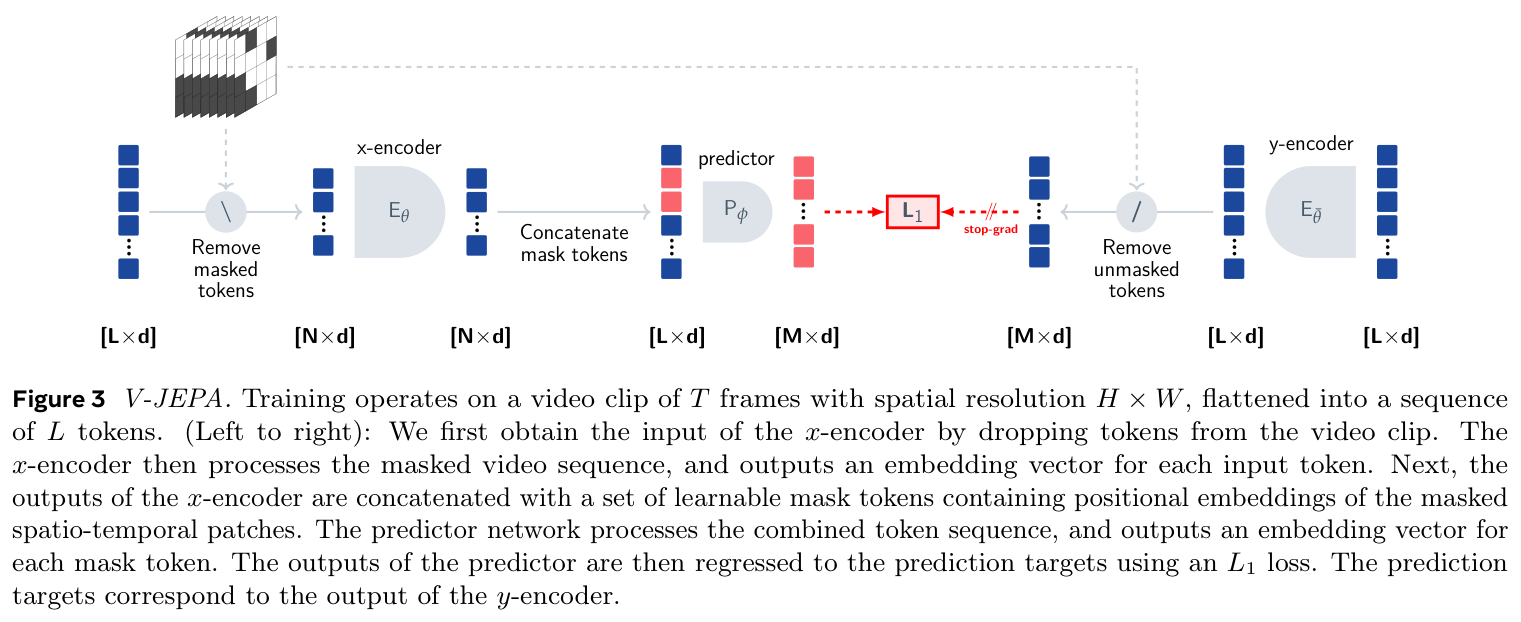 x-encoder
predictor
y-encoder
\
E_θ
P_ϕ
L_1
/
E_θ̄
stop-grad
Remove
masked
tokens
Concatenate
mask tokens
Remove
unmasked
tokens
[L×d] [N×d] [N×d] [L×d] [M×d] [M×d] [L×d] [L×d]
Figure 3 V-JEPA. Training operates on a video clip of T frames with spatial resolution H × W, flattened into a sequence
of L tokens. (Left to right): We first obtain the input of the x-encoder by dropping tokens from the video clip. The
x-encoder then processes the masked video sequence, and outputs an embedding vector for each input token. Next, the
outputs of the x-encoder are concatenated with a set of learnable mask tokens containing positional embeddings of the masked
spatio-temporal patches. The predictor network processes the combined token sequence, and outputs an embedding vector for
each mask token. The outputs of the predictor are then regressed to the prediction targets using an L_1 loss. The prediction
targets correspond to the output of the y-encoder.